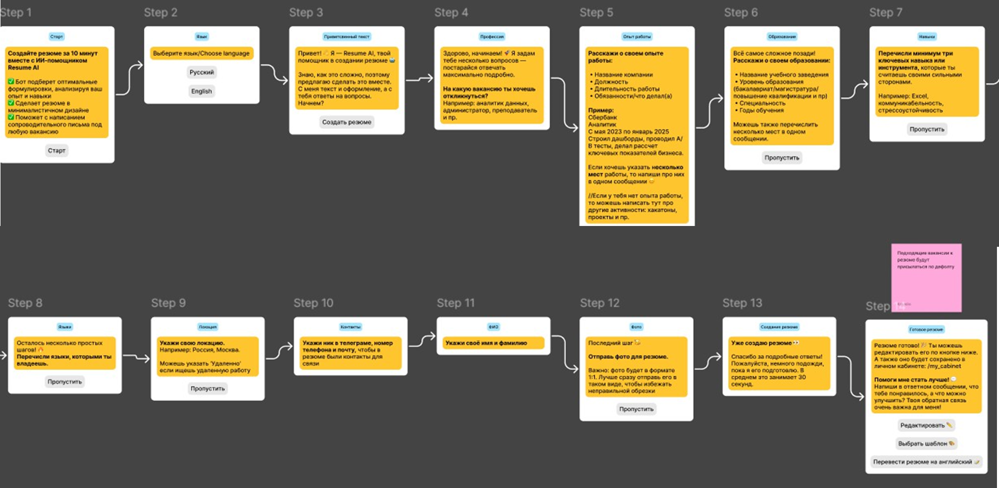 Step 1
Старт
Создайте резюме за 10 минут
вместе с ИИ-помощником
Resume AI
✅ Бот подберет оптимальные
формулировки, анализируя ваш
опыт и навыки
✅ Сделает резюме в
минималистичном дизайне
✅ Поможет с написанием
сопроводительного письма под
любую вакансию
Старт
Step 2
Язык
Выберите язык/Choose language
Русский
English
Step 3
Приветсвенный текст
Привет! 👋 Я — Resume AI, твой
помощник в создании резюме 🤖
Знаю, как это сложно, поэтому
предлагаю сделать это вместе.
С меня текст и оформление, а с
тебя ответы на вопросы.
Начнем?
Создать резюме
Step 4
Профессия
Здорово, начинаем! 🚀 Я задам
тебе несколько вопросов —
постарайся отвечать
максимально подробно.
На какую вакансию ты хочешь
откликнуться?
Например: аналитик данных,
администратор, преподаватель
и пр.
Step 5
Опыт работы
Расскажи о своем опыте
работы:
• Название компании
• Должность
• Длительность работы
• Обязанности/что делал(а)
Пример:
Сбербанк
Аналитик
С мая 2023 по январь 2025
Строил дашборды, проводил А/
В тесты, делал рассчет
ключевых показателей бизнеса.
Если хочешь указать несколько
мест работы, то напиши про них
в одном сообщении
//Если у тебя нет опыта работы,
то можешь написать тут про
другие активности: хакатоны,
проекты и пр.
Step 6
Образование
Всё самое сложное позади!
Расскажи о своем образовании:
• Название учебного заведения
• Уровень образования
(бакалавриат/магистратура/
повышение квалификации и пр)
• Специальность
• Годы обучения
Можешь также перечислить
несколько мест в одном
сообщении.
Пропустить
Step 7
Навыки
Перечисли минимум три
ключевых навыка или
инструмента, которые ты
считаешь своими сильными
сторонами.
Например: Excel,
коммуникабельность,
стрессоустойчивость
Пропустить
Step 8
Языки
Осталось несколько простых
шагов! 🔥
Перечисли языки, которыми ты
владеешь.
Пропустить
Step 9
Локация
Укажи свою локацию.
Например: Россия, Москва.
Можешь указать 'Удаленно'
если ищешь удаленную работу
Пропустить
Step 10
Контакты
Укажи ник в телеграме, номер
телефона и почту, чтобы в
резюме были контакты для
связи
Step 11
ФИО
Укажи своё имя и фамилию
Step 12
Фото
Последний шаг
Отправь фото для резюме.
Важно: фото будет в формате
1:1. Лучше сразу отправь его в
таком виде, чтобы избежать
неправильной обрезки
Пропустить
Step 13
Создание резюме
Уже создаю резюме 👀
Спасибо за подробные ответы!
Пожалуйста, немного подожди,
пока я его подготовлю. В
среднем это занимает 30
секунд.
Подходящие вакансии к
резюме будут
присылаться по дефолту
Step 14
Готовое резюме
Резюме готово! 🎉 Ты можешь
редактировать его по кнопке ниже.
А также оно будет сохранено в
личном кабинете: /my_cabinet
Помоги мне стать лучше! 💬
Напиши в ответном сообщении, что
тебе понравилось, а что можно
улучшить? Твоя обратная связь
очень важна для меня!
Редактировать ✏️
Выбрать шаблон 🎨
Перевести резюме на английский 📝